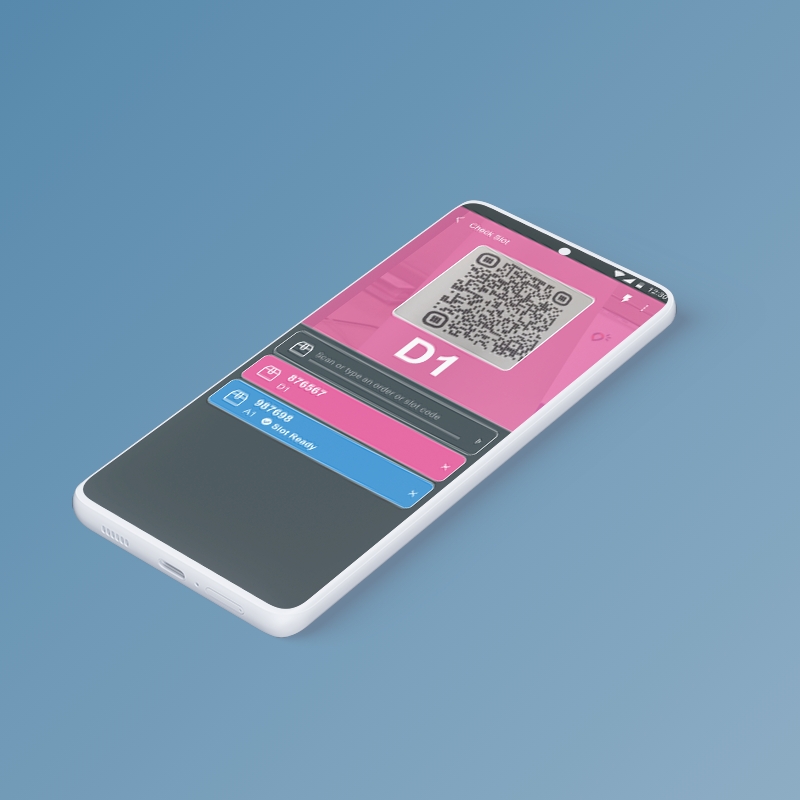 12:30
Check Slot
D1
Scan or type an order or slot code
876567
D1
987698
A1
Slot Ready